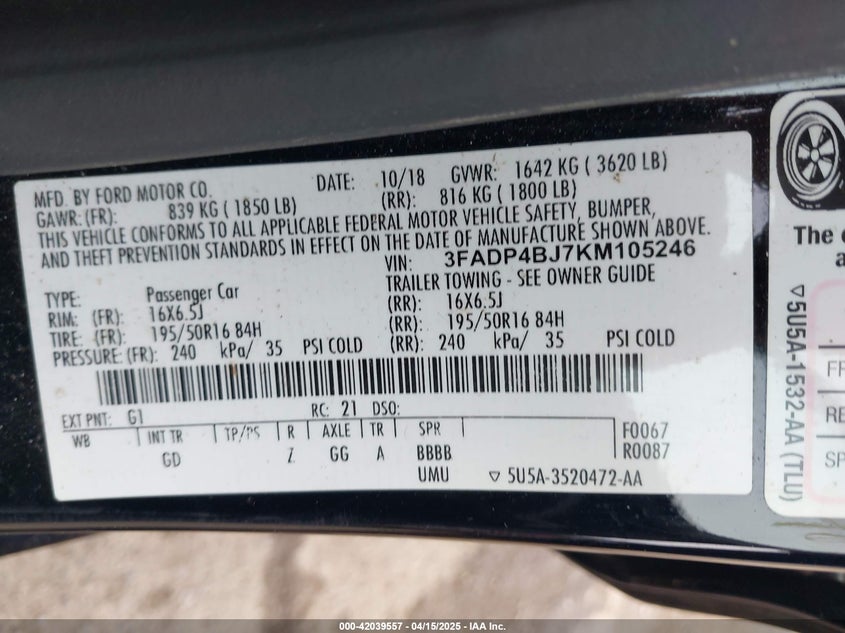 MFD. BY FORD MOTOR CO.
DATE: 10/18 GVWR: 1642 KG ( 3620 LB)
GAWR:(FR): 839 KG ( 1850 LB) (RR): 816 KG ( 1800 LB)
THIS VEHICLE CONFORMS TO ALL APPLICABLE FEDERAL MOTOR VEHICLE SAFETY, BUMPER,
AND THEFT PREVENTION STANDARDS IN EFFECT ON THE DATE OF MANUFACTURE SHOWN ABOVE.
VIN: 3FADP4BJ7KM105246
TYPE: Passenger Car TRAILER TOWING - SEE OWNER GUIDE
RIM: (FR): 16X6.5J (RR): 16X6.5J
TIRE: (FR): 195/50R16 84H (RR): 195/50R16 84H
PRESSURE:(FR): 240 kPa/ 35 PSI COLD (RR): 240 kPa/ 35 PSI COLD
EXT PNT: G1 RC: 21 DSO:
WB INT TR TP/PS R AXLE TR SPR F0067
GD Z GG A BBBB R0087
UMU ▽ 5U5A-3520472-AA
The c
a
▽5U5A-1532-AA (TLU)
FR
RE
SP
000-42039557 - 04/15/2025 - IAA Inc.